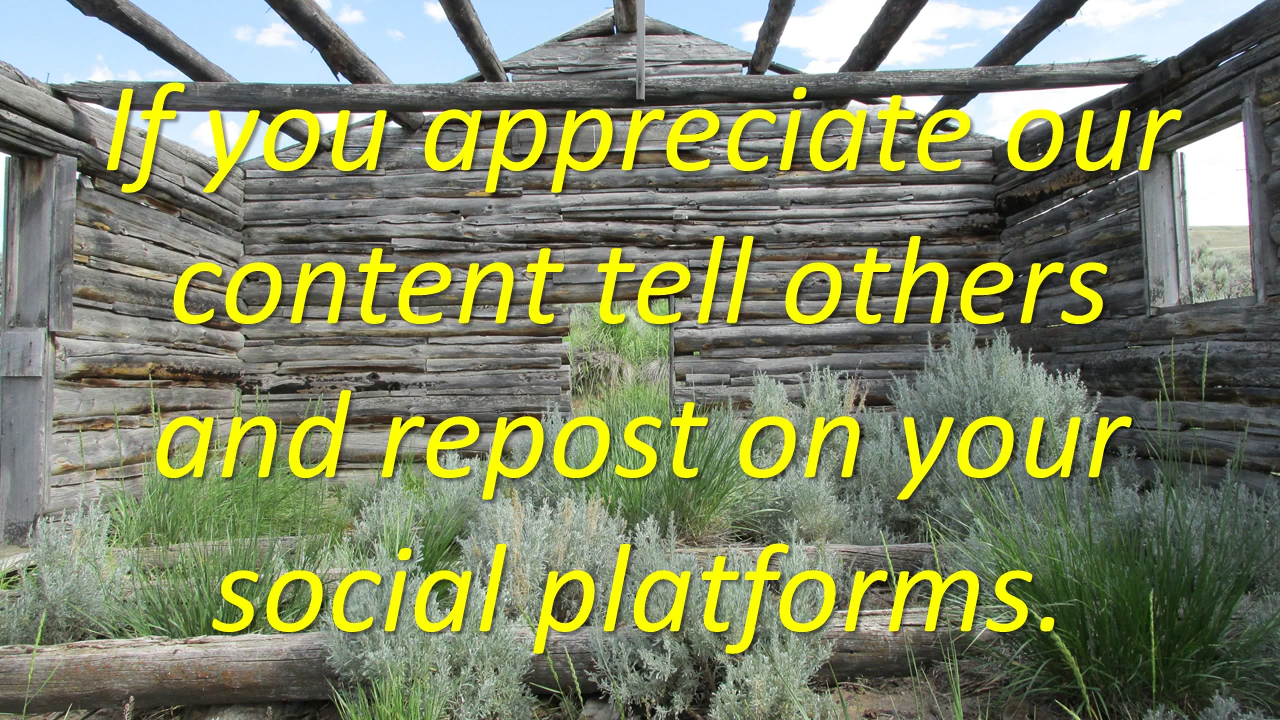 If you appreciate our
content tell others
and repost on your
social platforms.